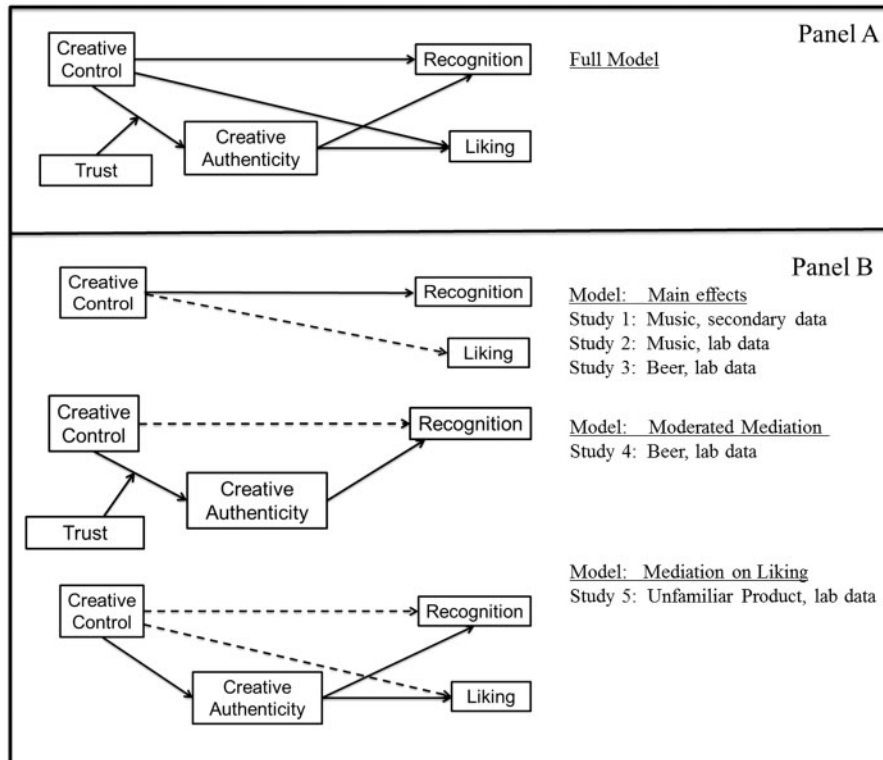 Panel A
Creative
Control
Recognition
Full Model
Creative
Authenticity
Liking
Trust
Panel B
Creative
Control
Recognition
Liking
Model: Main effects
Study 1: Music, secondary data
Study 2: Music, lab data
Study 3: Beer, lab data
Creative
Control
Recognition
Creative
Authenticity
Trust
Model: Moderated Mediation
Study 4: Beer, lab data
Creative
Control
Recognition
Creative
Authenticity
Liking
Model: Mediation on Liking
Study 5: Unfamiliar Product, lab data